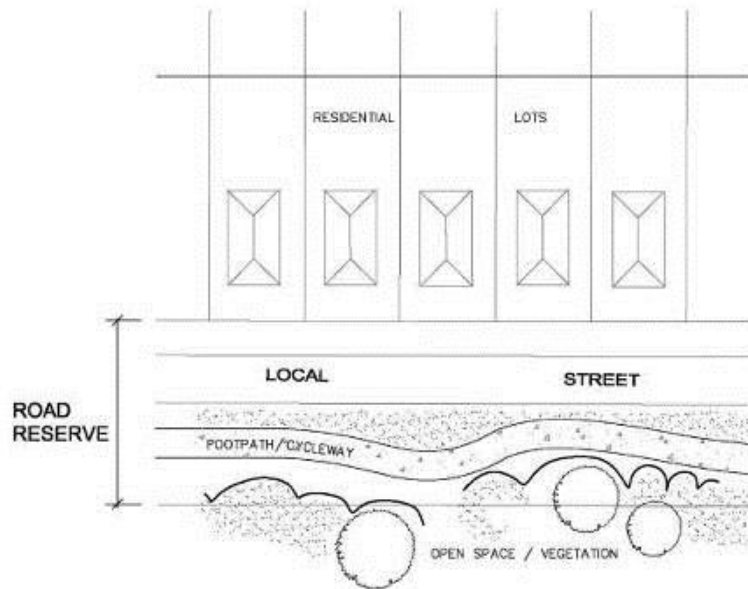 RESIDENTIAL LOTS
LOCAL STREET
ROAD
RESERVE
FOOTPATH/CYCLEWAY
OPEN SPACE / VEGETATION